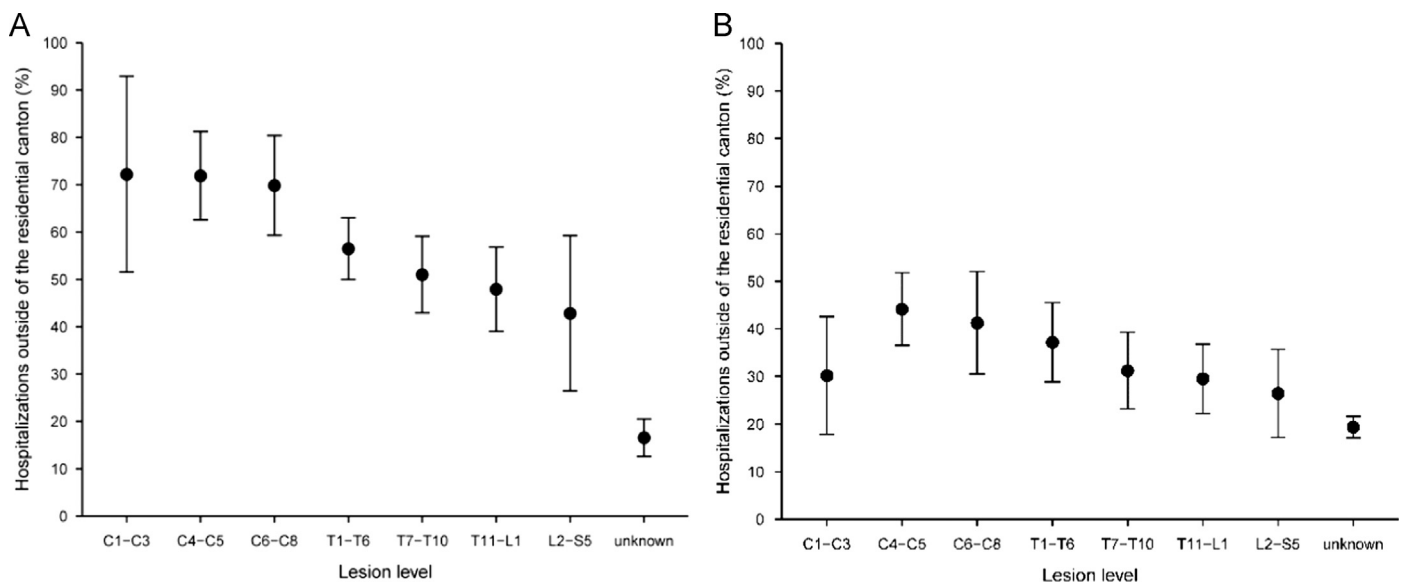 A
Hospitalizations outside of the residential canton (%)
100
90
80
70
60
50
40
30
20
10
0
C1−C3 C4−C5 C6−C8 T1−T6 T7−T10 T11−L1 L2−S5 unknown
Lesion level
B
Hospitalizations outside of the residential canton (%)
100
90
80
70
60
50
40
30
20
10
0
C1−C3 C4−C5 C6−C8 T1−T6 T7−T10 T11−L1 L2−S5 unknown
Lesion level